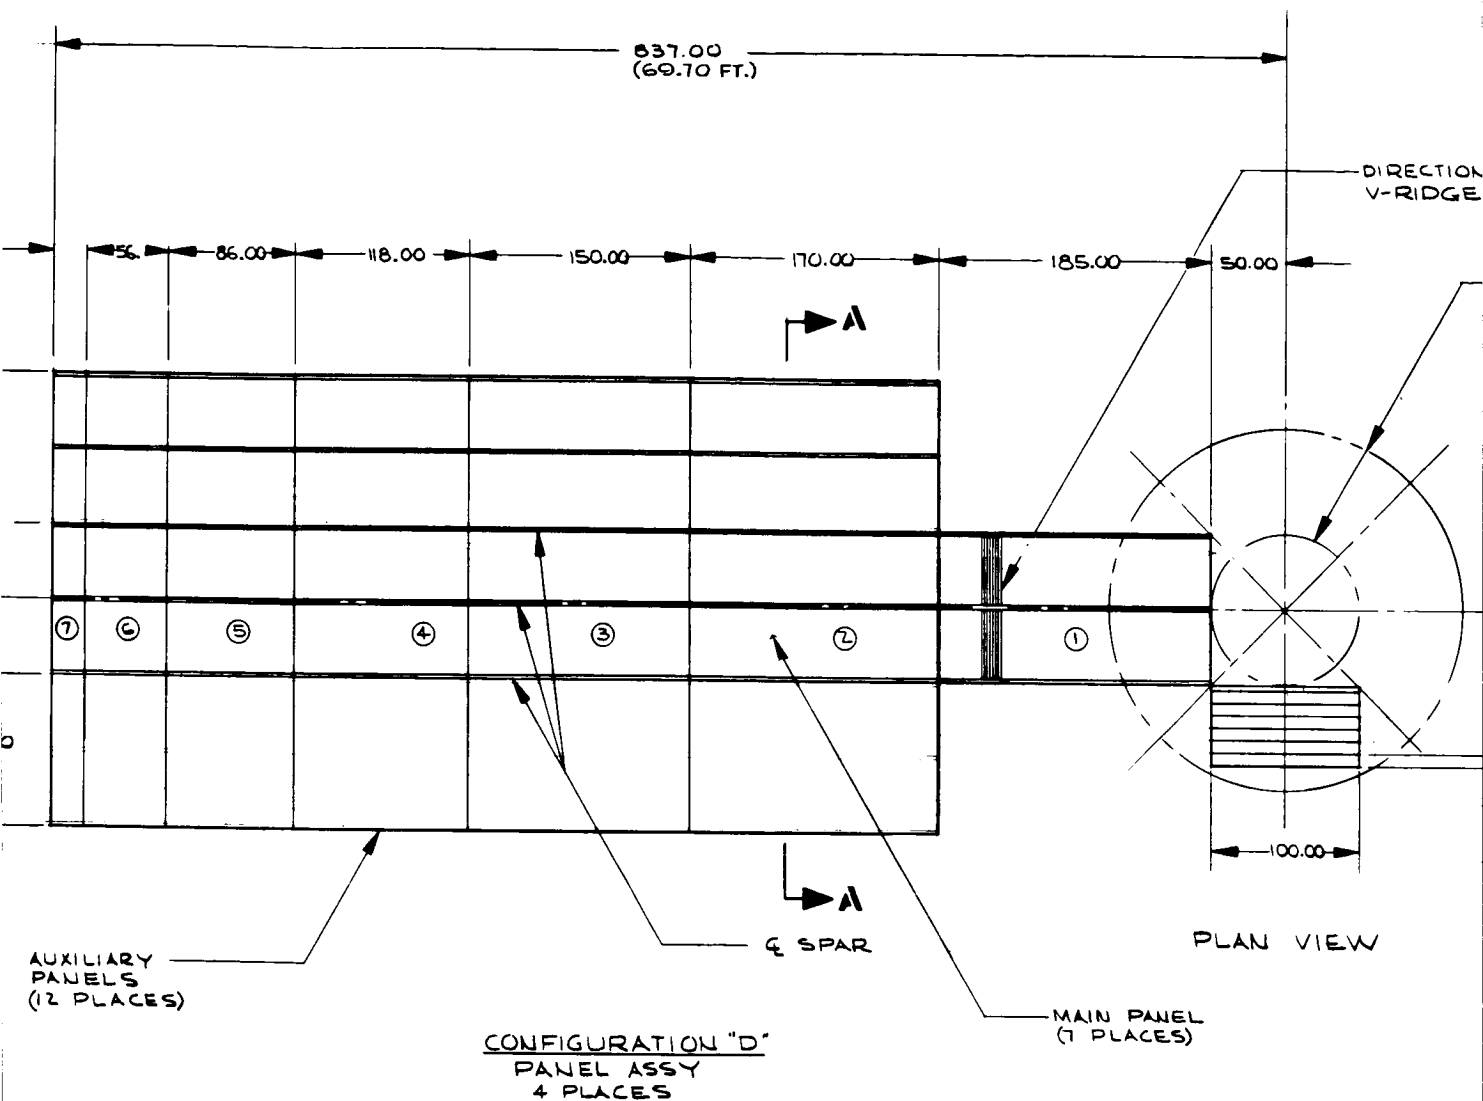 837.00
(69.70 FT.)
DIRECTION
V-RIDGE
56.
86.00
118.00
150.00
170.00
185.00
50.00
A
7
6
5
4
3
2
1
100.00
A
℄ SPAR
PLAN VIEW
AUXILIARY
PANELS
(12 PLACES)
MAIN PANEL
(7 PLACES)
CONFIGURATION "D"
PANEL ASSY
4 PLACES